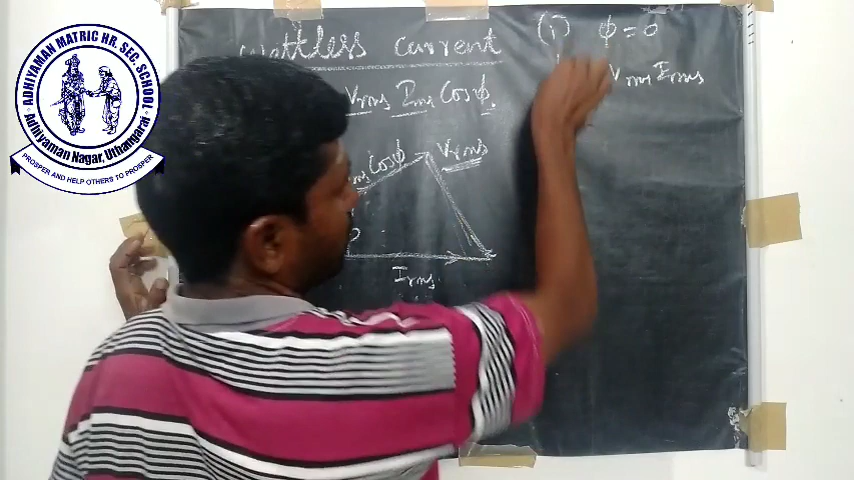 ADHIYAMAN MATRIC HR. SEC. SCHOOL
Adhiyaman Nagar, Uthangarai
PROSPER AND HELP OTHERS TO PROSPER
Wattless current
Vrms Irms Cosϕ.
(i) ϕ = 0
Vrms Irms
Cosϕ
Vrms
Irms